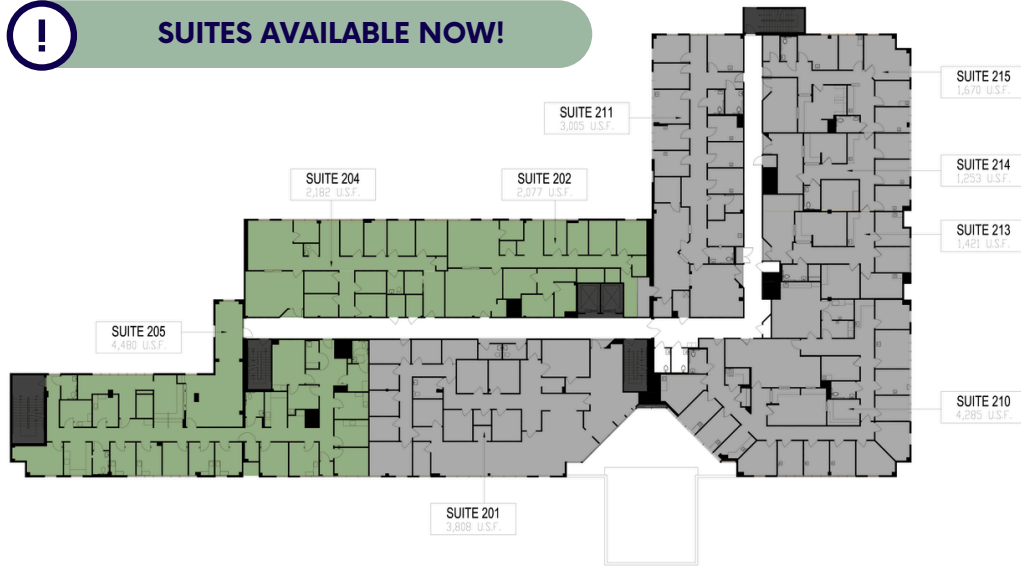 !
SUITES AVAILABLE NOW!
SUITE 215
1,670 U.S.F.
SUITE 211
3,005 U.S.F.
SUITE 214
1,253 U.S.F.
SUITE 204
2,182 U.S.F.
SUITE 202
2,077 U.S.F.
SUITE 213
1,421 U.S.F.
SUITE 205
4,480 U.S.F.
SUITE 210
4,285 U.S.F.
SUITE 201
3,808 U.S.F.